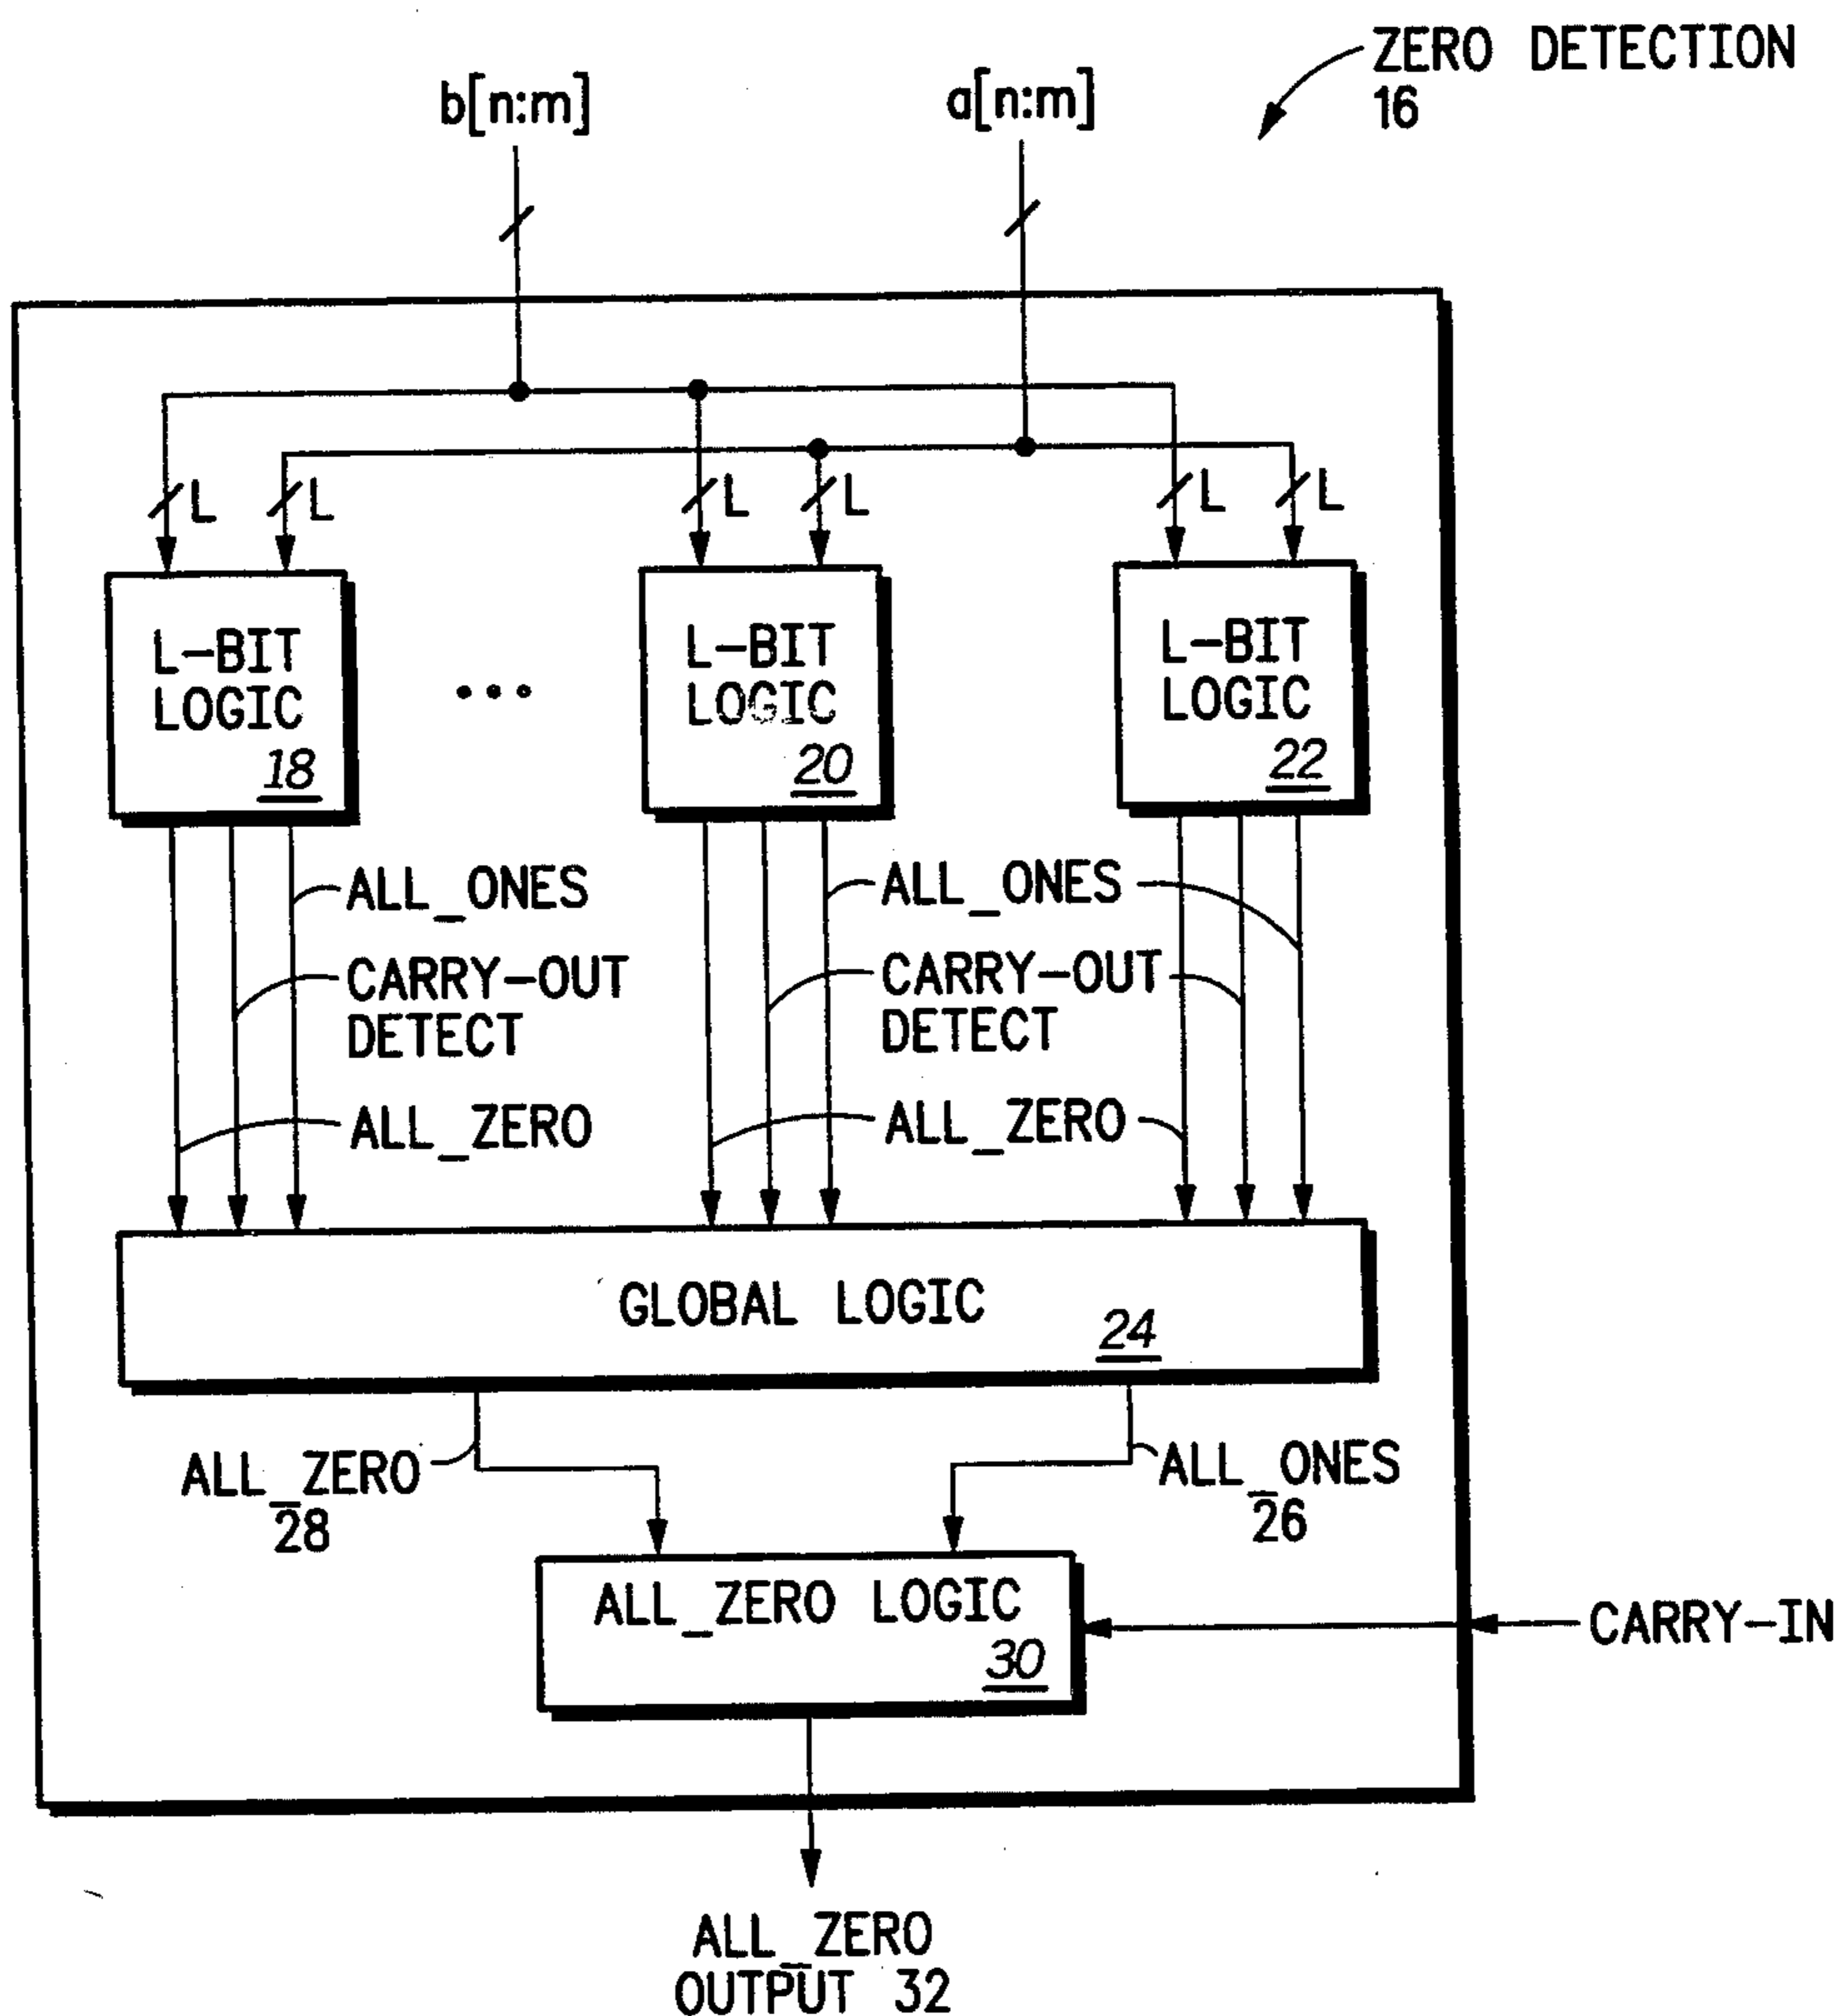 ZERO DETECTION
16
b[n:m]
a[n:m]
L
L
L
L
L
L
L-BIT
LOGIC
18
...
L-BIT
LOGIC
20
L-BIT
LOGIC
22
ALL_ONES
ALL_ONES
CARRY-OUT
DETECT
CARRY-OUT
DETECT
ALL_ZERO
ALL_ZERO
GLOBAL LOGIC
24
ALL_ZERO
28
ALL_ONES
26
ALL_ZERO LOGIC
30
CARRY-IN
ALL_ZERO
OUTPUT 32